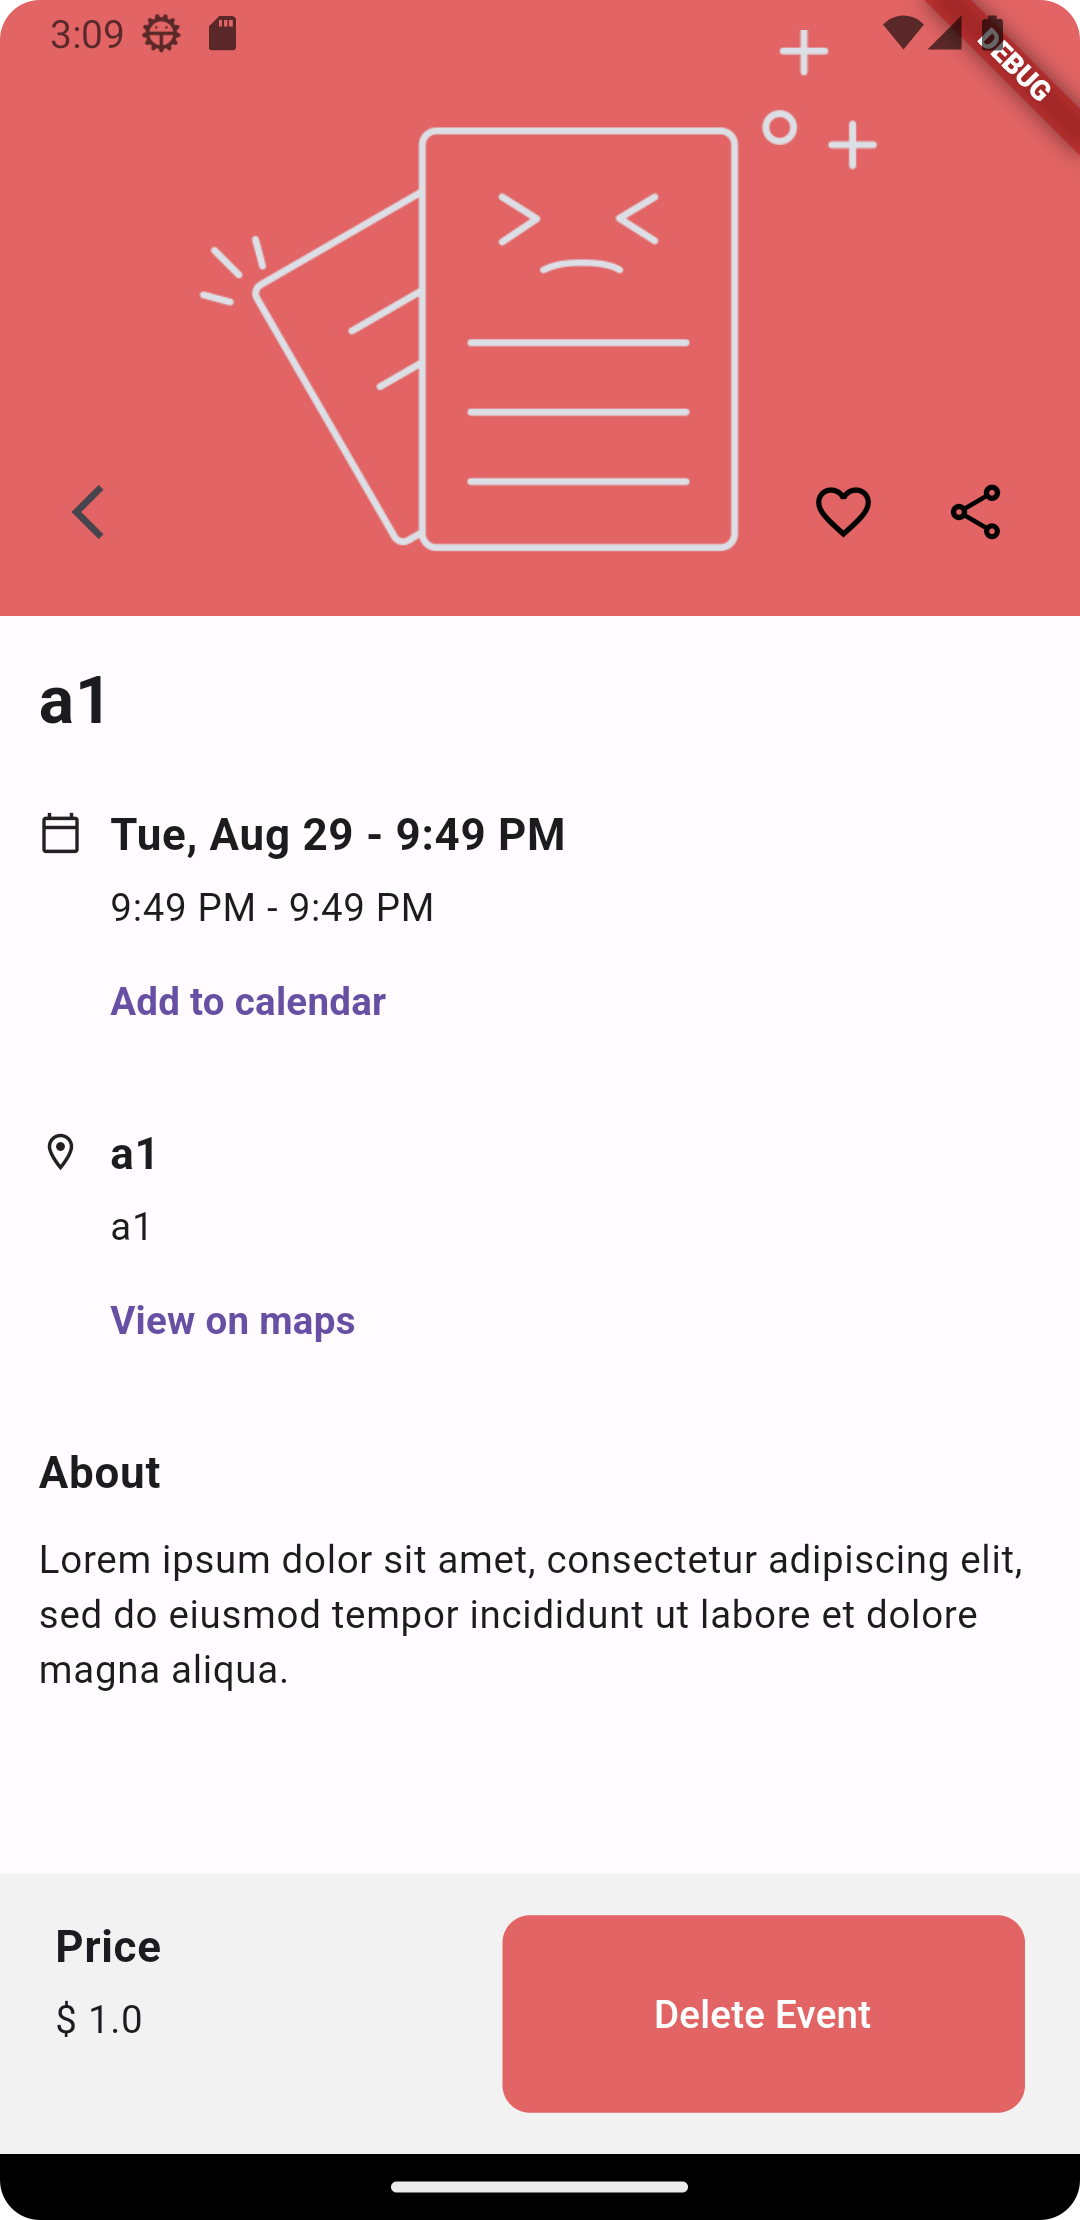 3:09
DEBUG
a1
Tue, Aug 29 - 9:49 PM
9:49 PM - 9:49 PM
Add to calendar
a1
a1
View on maps
About
Lorem ipsum dolor sit amet, consectetur adipiscing elit,
sed do eiusmod tempor incididunt ut labore et dolore
magna aliqua.
Price
$ 1.0
Delete Event